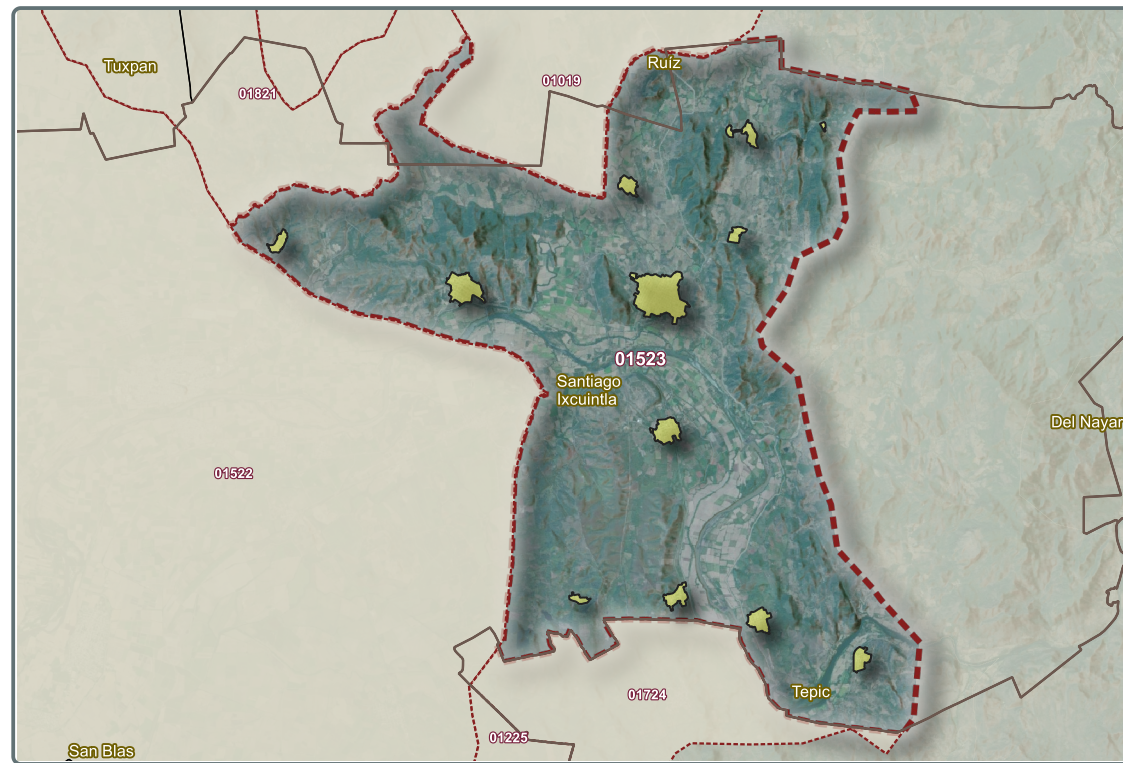 Tuxpan
Ruíz
01019
01821
01523
Santiago
Ixcuintla
Del Nayar
01522
Tepic
01724
01225
San Blas